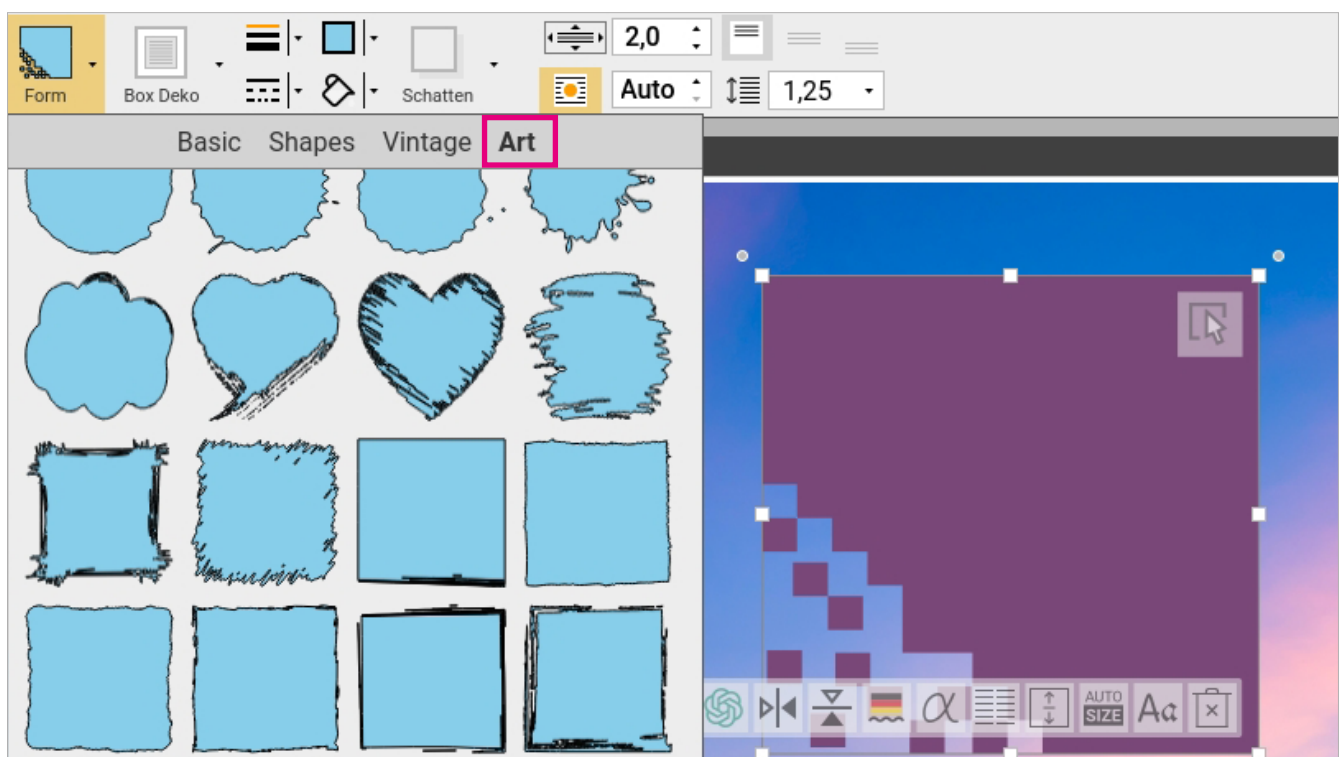 2,0
Form
Box Deko
Schatten
Auto
1,25
Basic Shapes Vintage Art
α AUTO SIZE Aa